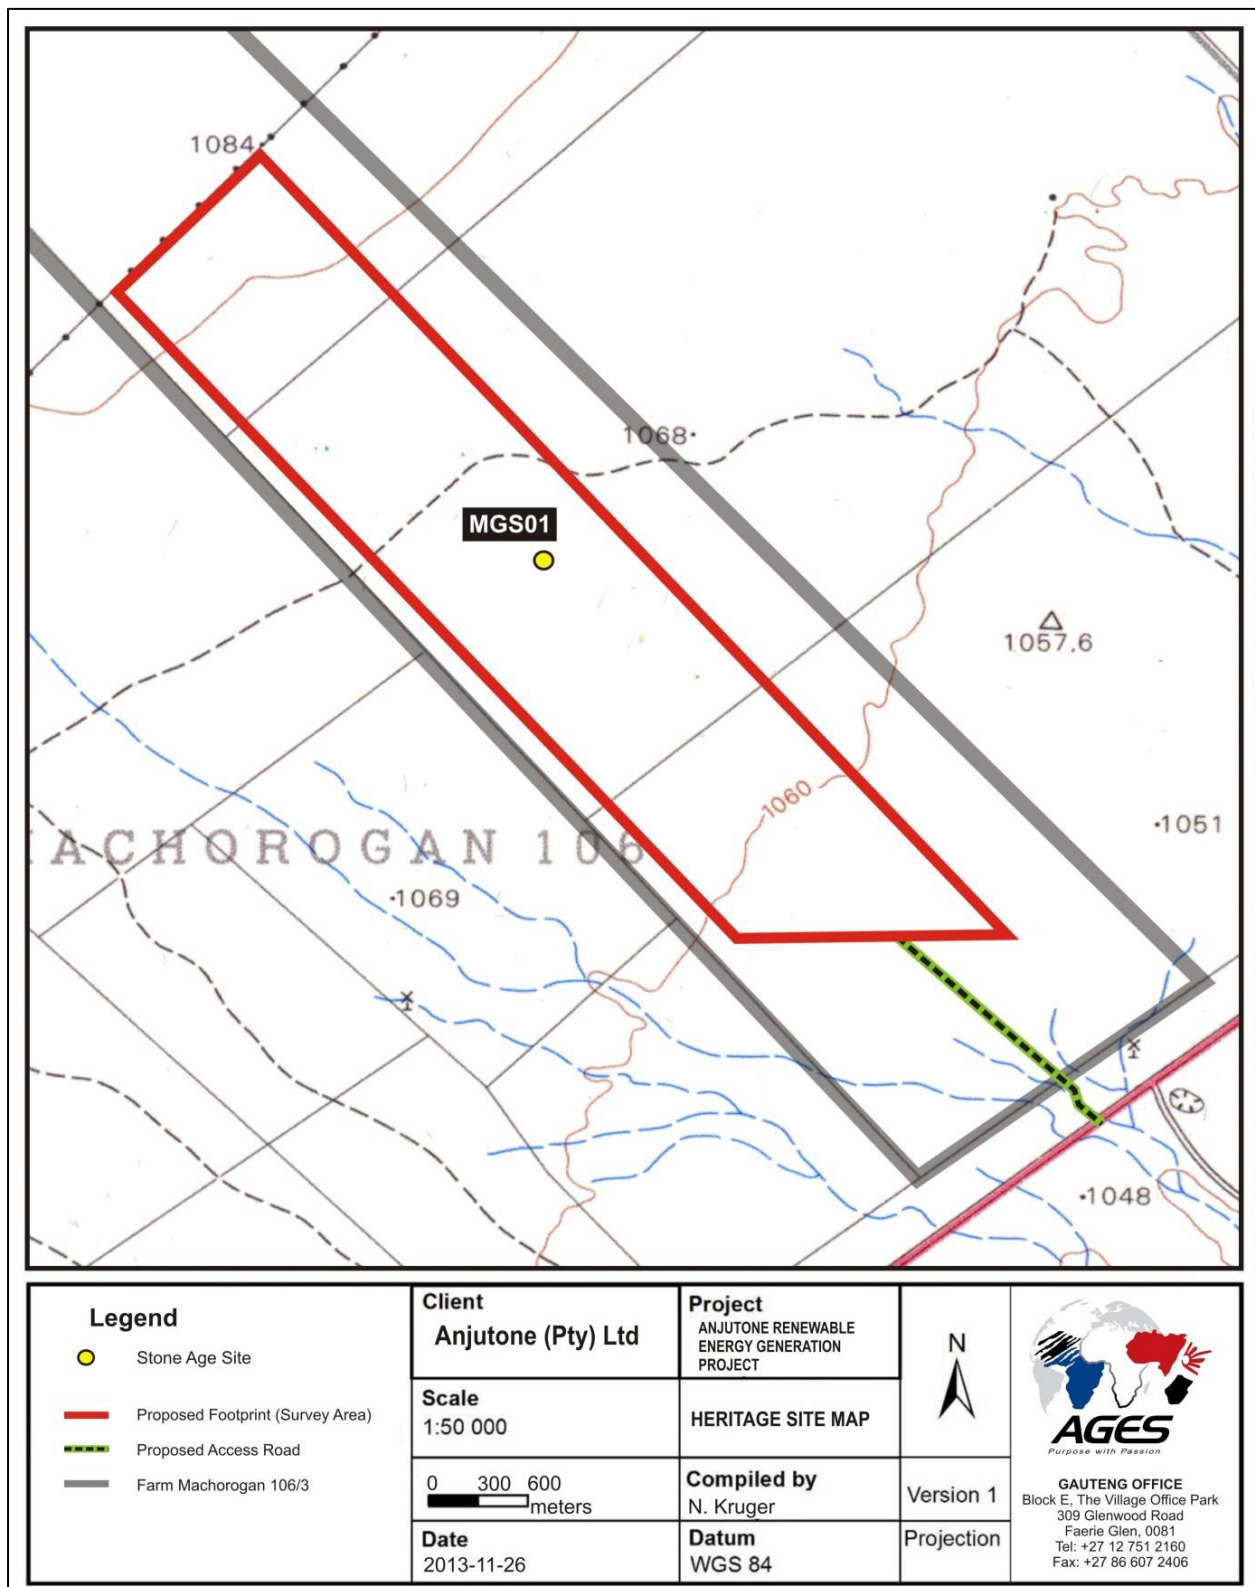 1084
1068
MGS01
1057.6
1060
1051
ACHOROGAN 106
1069
1048
Legend
Stone Age Site
Proposed Footprint (Survey Area)
Proposed Access Road
Farm Machorogan 106/3
Client
Anjutone (Pty) Ltd
Project
ANJUTONE RENEWABLE
ENERGY GENERATION
PROJECT
Scale
1:50 000
HERITAGE SITE MAP
0 300 600
meters
Compiled by
N. Kruger
Date
2013-11-26
Datum
WGS 84
N
Version 1
Projection
AGES
Purpose with Passion
GAUTENG OFFICE
Block E, The Village Office Park
309 Glenwood Road
Faerie Glen, 0081
Tel: +27 12 751 2160
Fax: +27 86 607 2406